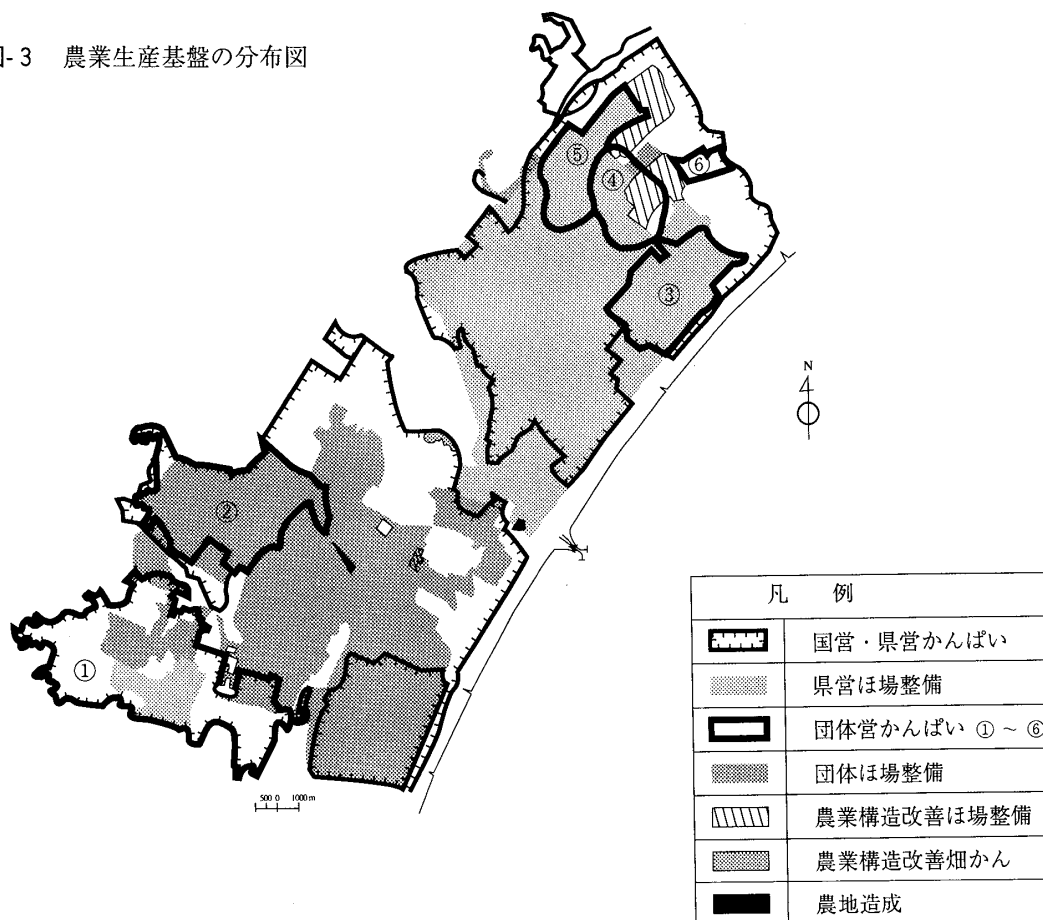 図-3 農業生産基盤の分布図
⑤
⑥
④
③
N
②
①
500 0 1000m
凡 例
国営・県営かんぱい
県営ほ場整備
団体営かんぱい ① ~ ⑥
団体ほ場整備
農業構造改善ほ場整備
農業構造改善畑かん
農地造成